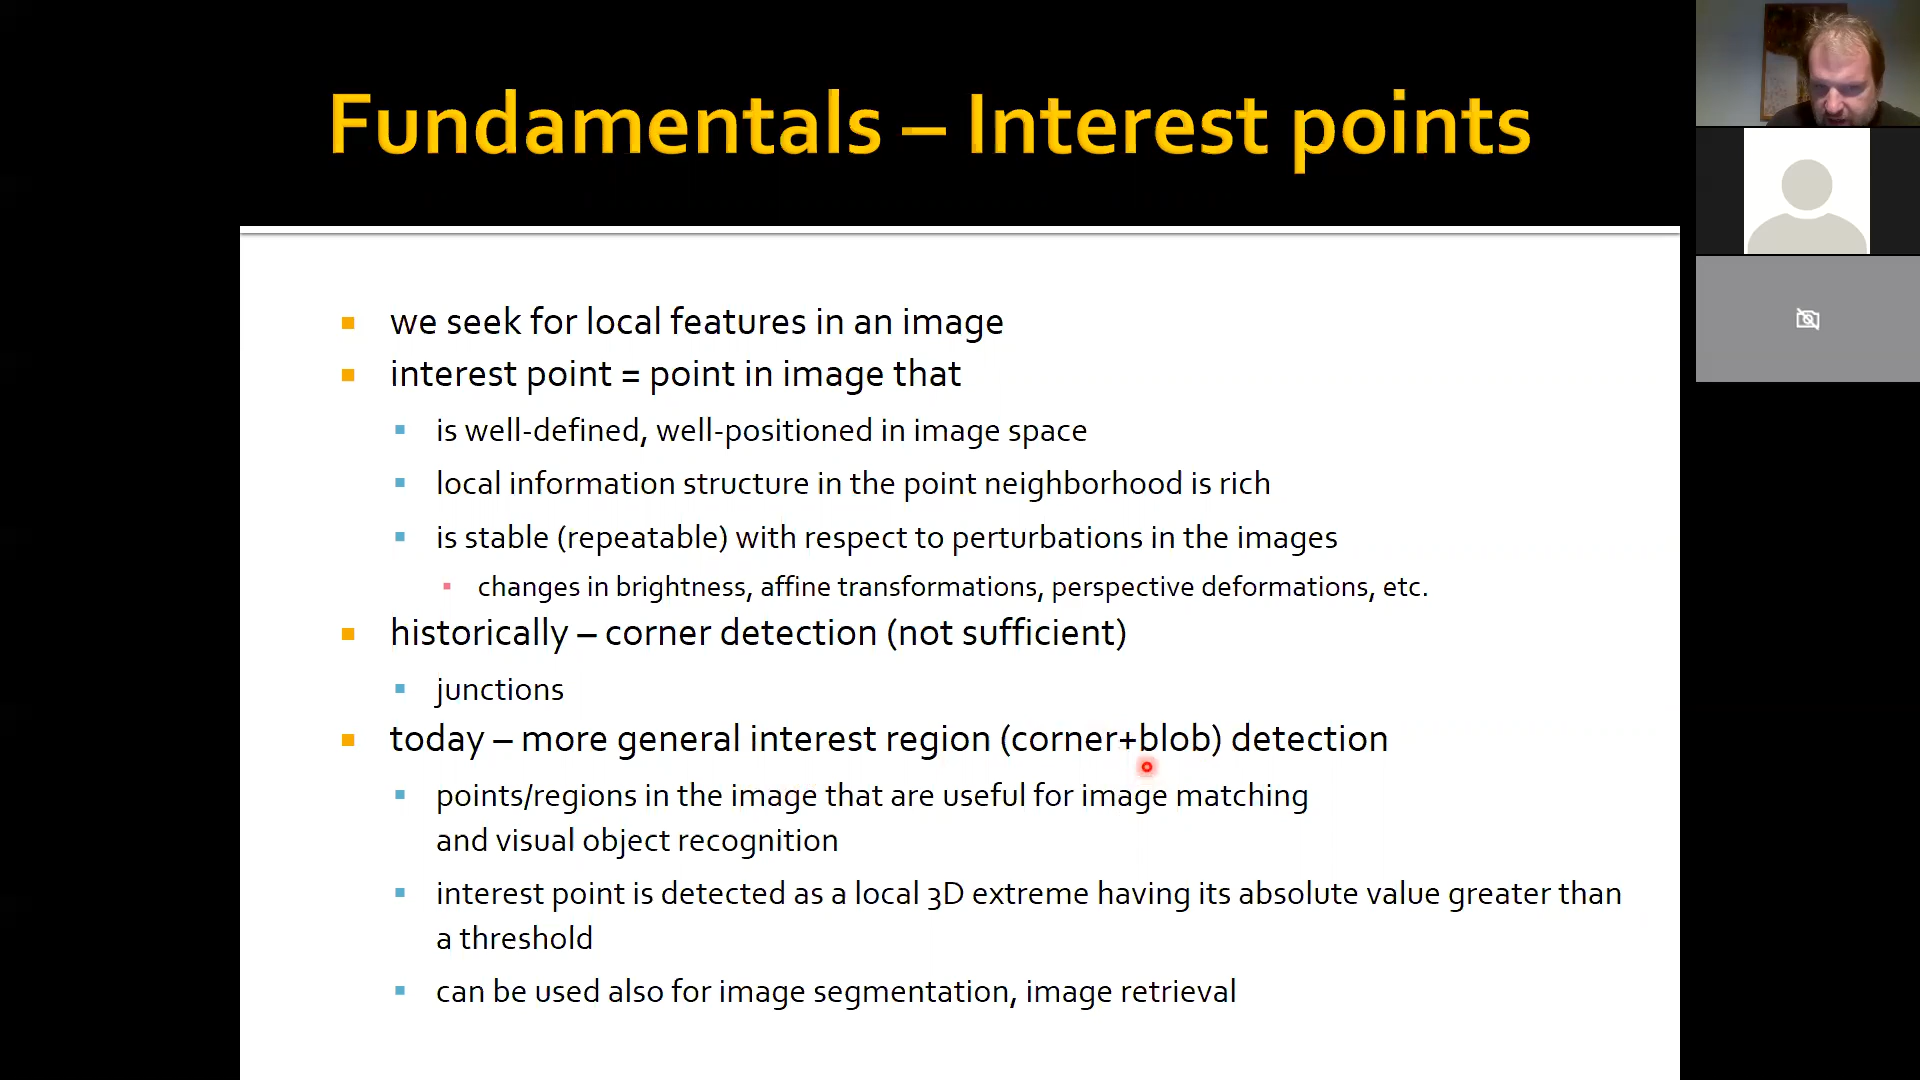 Fundamentals – Interest points
we seek for local features in an image
interest point = point in image that
is well-defined, well-positioned in image space
local information structure in the point neighborhood is rich
is stable (repeatable) with respect to perturbations in the images
changes in brightness, affine transformations, perspective deformations, etc.
historically – corner detection (not sufficient)
junctions
today – more general interest region (corner+blob) detection
points/regions in the image that are useful for image matching
and visual object recognition
interest point is detected as a local 3D extreme having its absolute value greater than
a threshold
can be used also for image segmentation, image retrieval